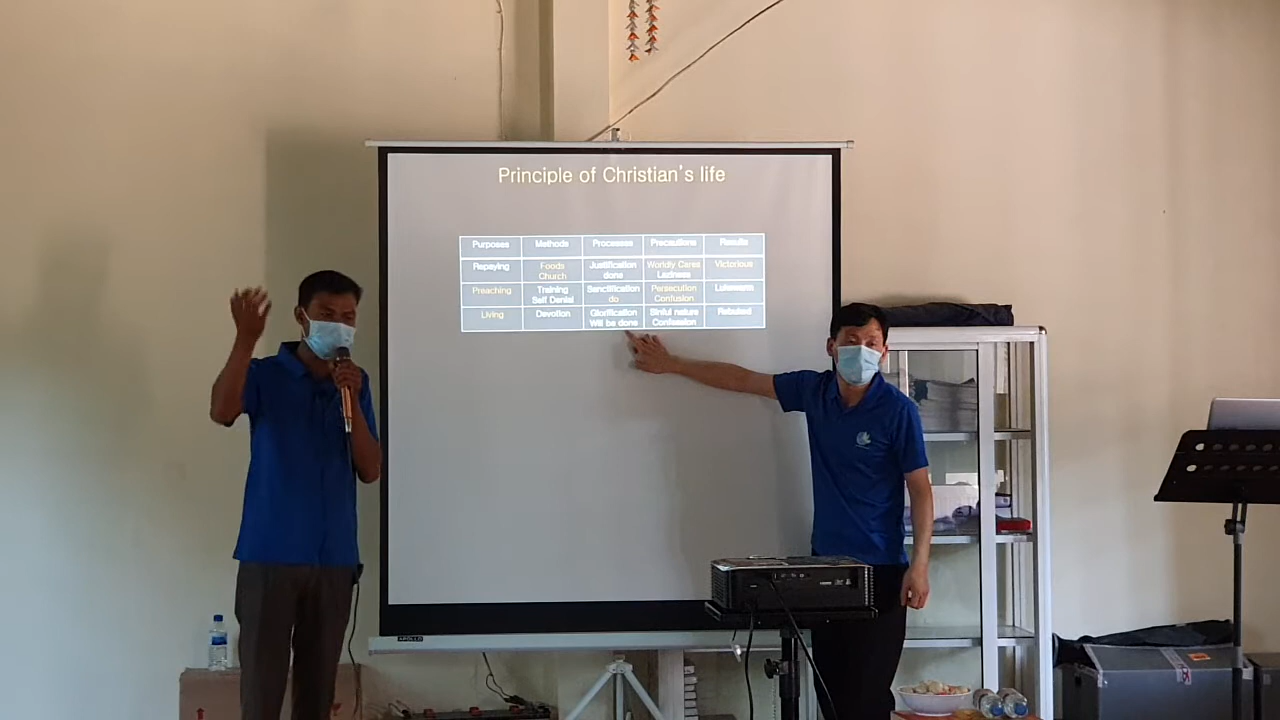 Principle of Christian's life
Purposes Methods Processes Precautions Results
Repaying Foods Justification Worldly Cares Victorious
Church done Laziness
Preaching Training Sanctification Persecution Lukewarm
Self Denial do Confusion
Living Devotion Glorification Sinful nature Rebuked
Will be done Confession
APOLLO